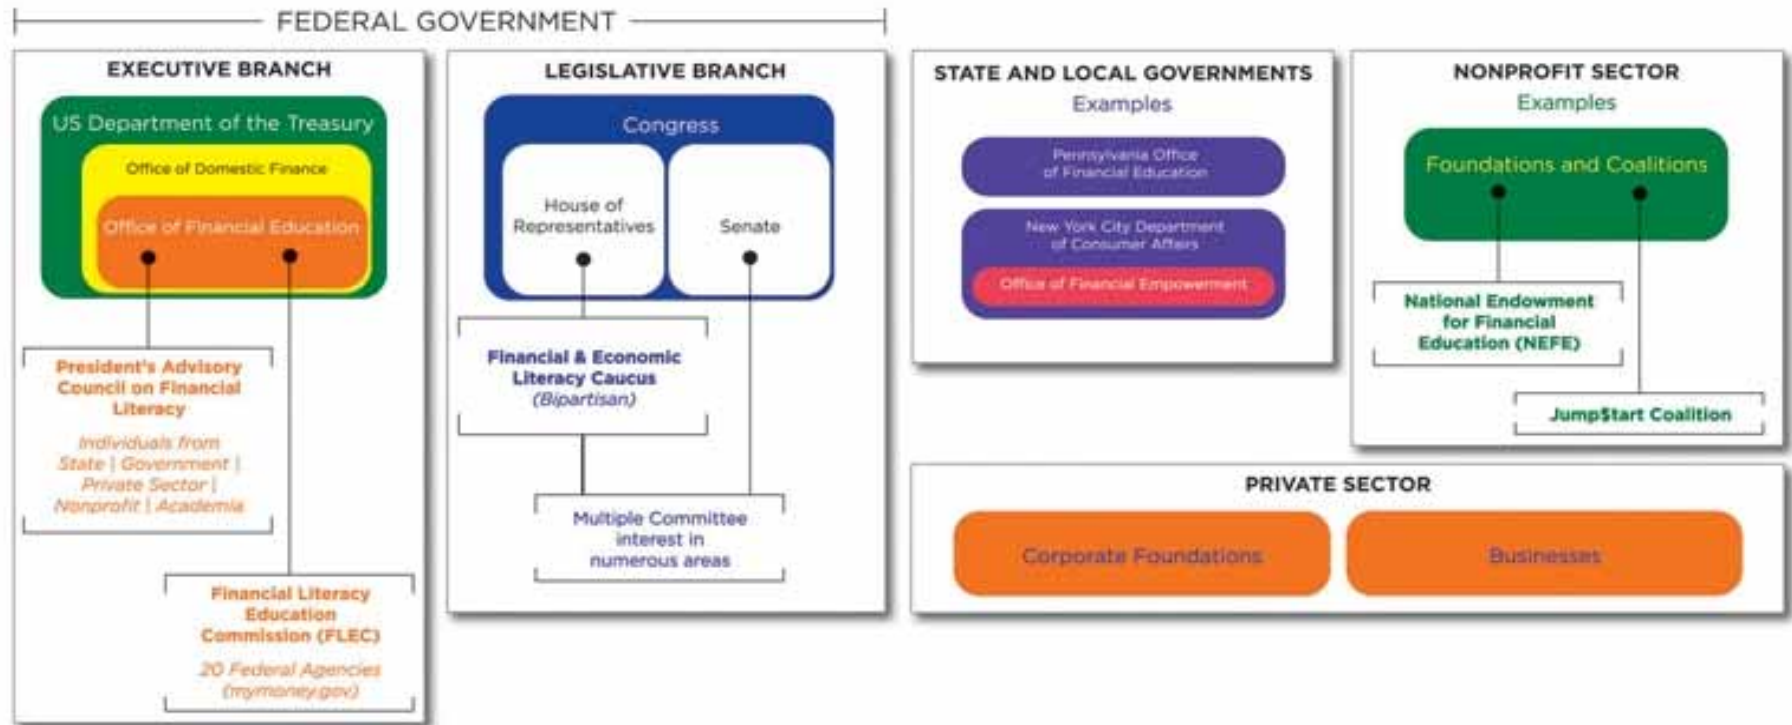 FEDERAL GOVERNMENT
EXECUTIVE BRANCH
US Department of the Treasury
Office of Domestic Finance
Office of Financial Education
President's Advisory
Council on Financial
Literacy
Individuals from
State | Government |
Private Sector |
Nonprofit | Academia
Financial Literacy
Education
Commission (FLEC)
20 Federal Agencies
(mymoney.gov)
LEGISLATIVE BRANCH
Congress
House of
Representatives
Senate
Financial & Economic
Literacy Caucus
(Bipartisan)
Multiple Committee
interest in
numerous areas
STATE AND LOCAL GOVERNMENTS
Examples
Pennsylvania Office
of Financial Education
New York City Department
of Consumer Affairs
Office of Financial Empowerment
NONPROFIT SECTOR
Examples
Foundations and Coalitions
National Endowment
for Financial
Education (NEFE)
Jump$tart Coalition
PRIVATE SECTOR
Corporate Foundations
Businesses